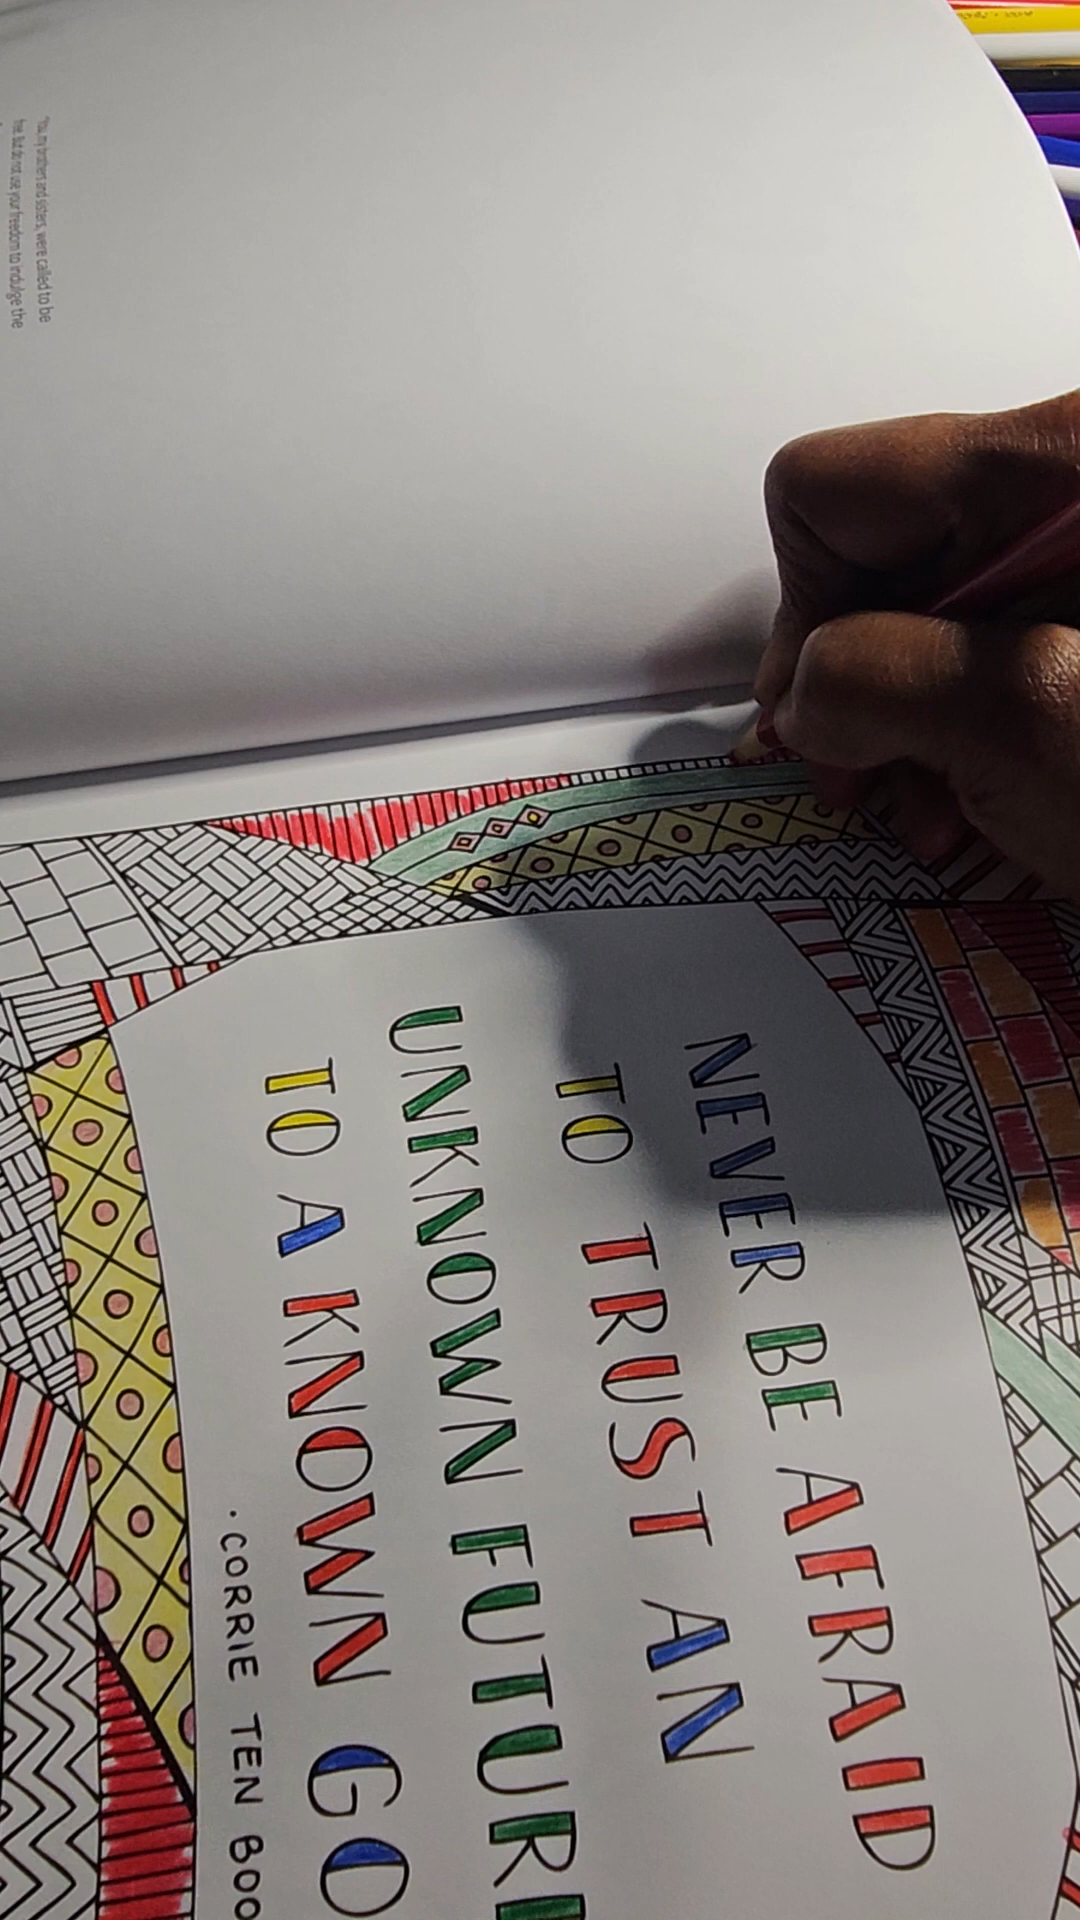 "You, my brothers and sisters, were called to be
free. But do not use your freedom to indulge the
NEVER BE AFRAID
TO TRUST AN
UNKNOWN FUTURE
TO A KNOWN GO
· CORRIE TEN BOO